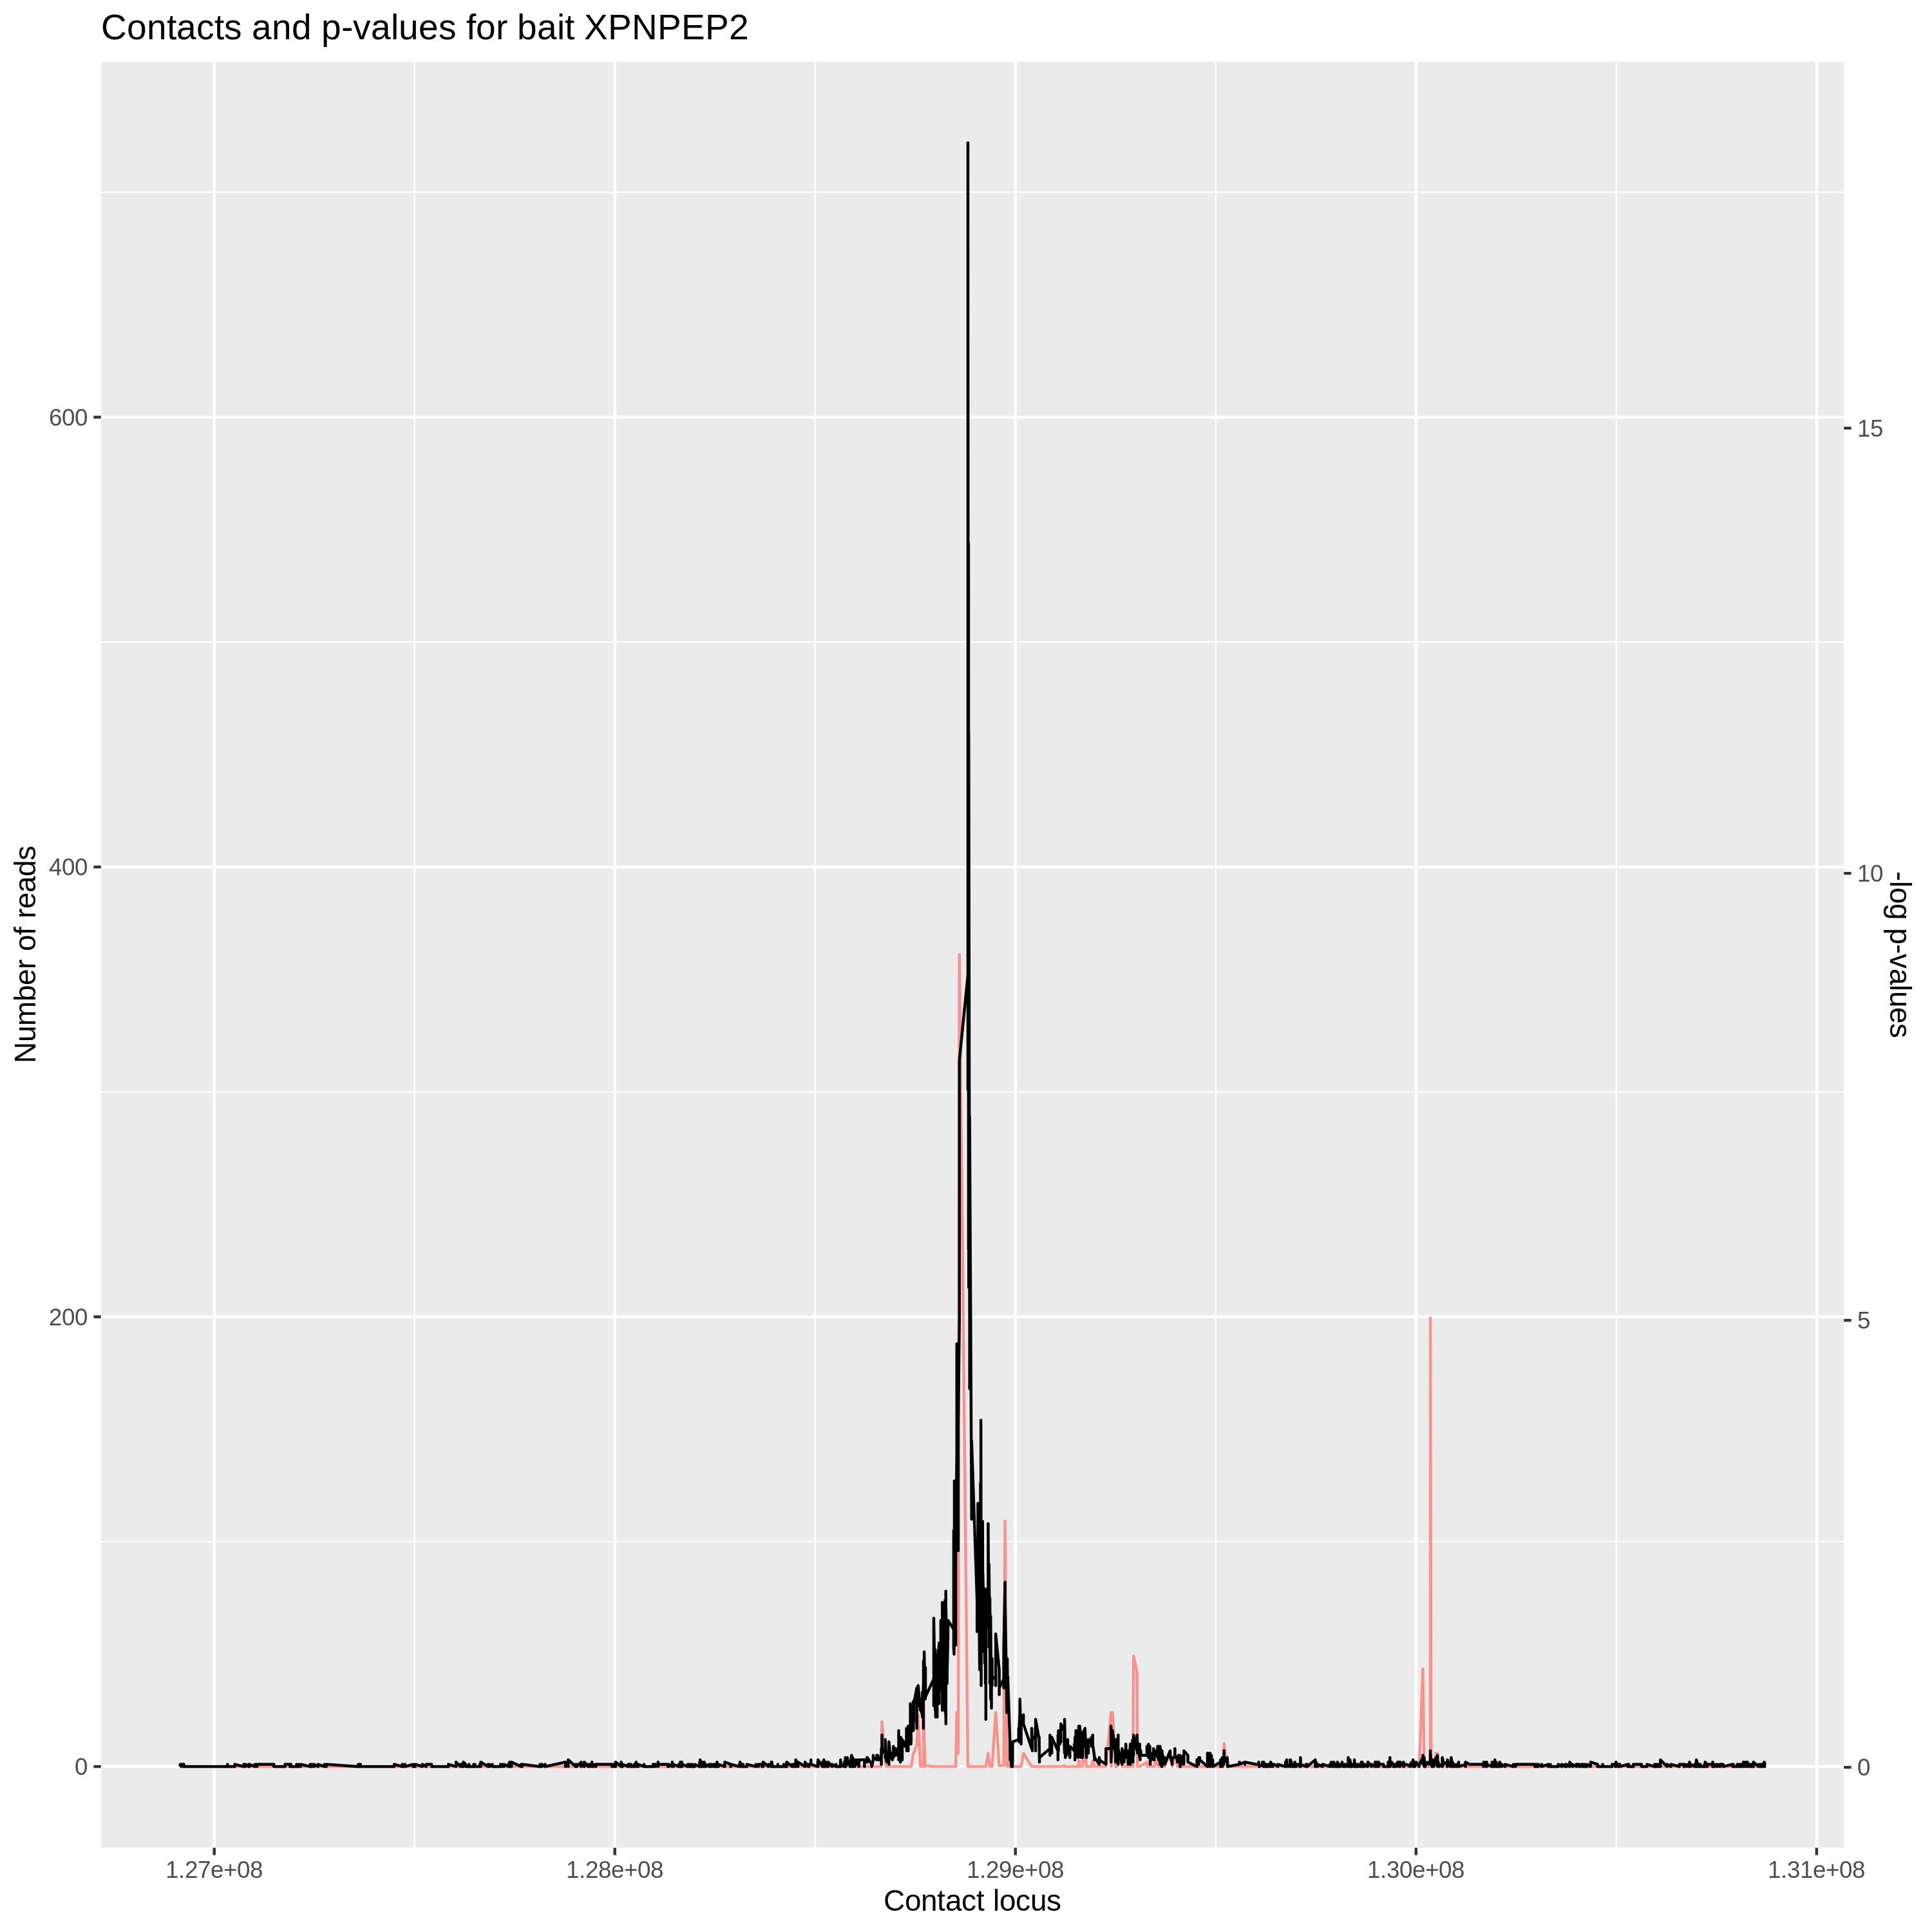 Contacts and p-values for bait XPNPEP2
Number of reads
600
400
200
0
15
10
5
0
-log p-values
1.27e+08
1.28e+08
1.29e+08
1.30e+08
1.31e+08
Contact locus